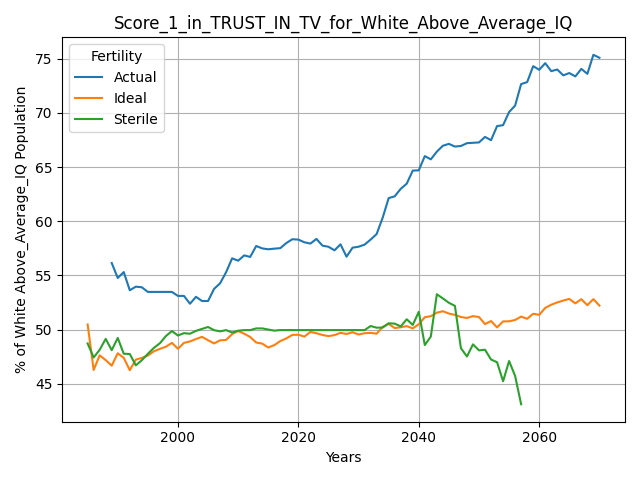 Score_1_in_TRUST_IN_TV_for_White_Above_Average_IQ
Fertility
Actual
Ideal
Sterile
% of White Above_Average_IQ Population
75
70
65
60
55
50
45
2000
2020
2040
2060
Years